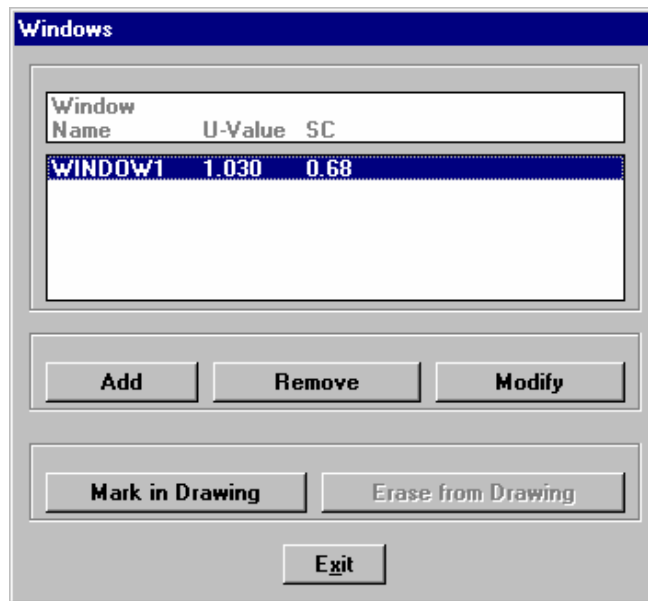 Windows
Window
Name U-Value SC
WINDOW1 1.030 0.68
Add Remove Modify
Mark in Drawing Erase from Drawing
Exit